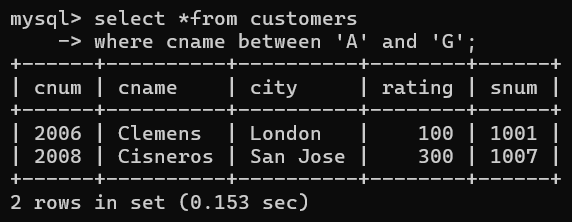 mysql> select *from customers
    -> where cname between 'A' and 'G';
+------+----------+----------+--------+------+
| cnum | cname    | city     | rating | snum |
+------+----------+----------+--------+------+
| 2006 | Clemens  | London   |    100 | 1001 |
| 2008 | Cisneros | San Jose |    300 | 1007 |
+------+----------+----------+--------+------+
2 rows in set (0.153 sec)